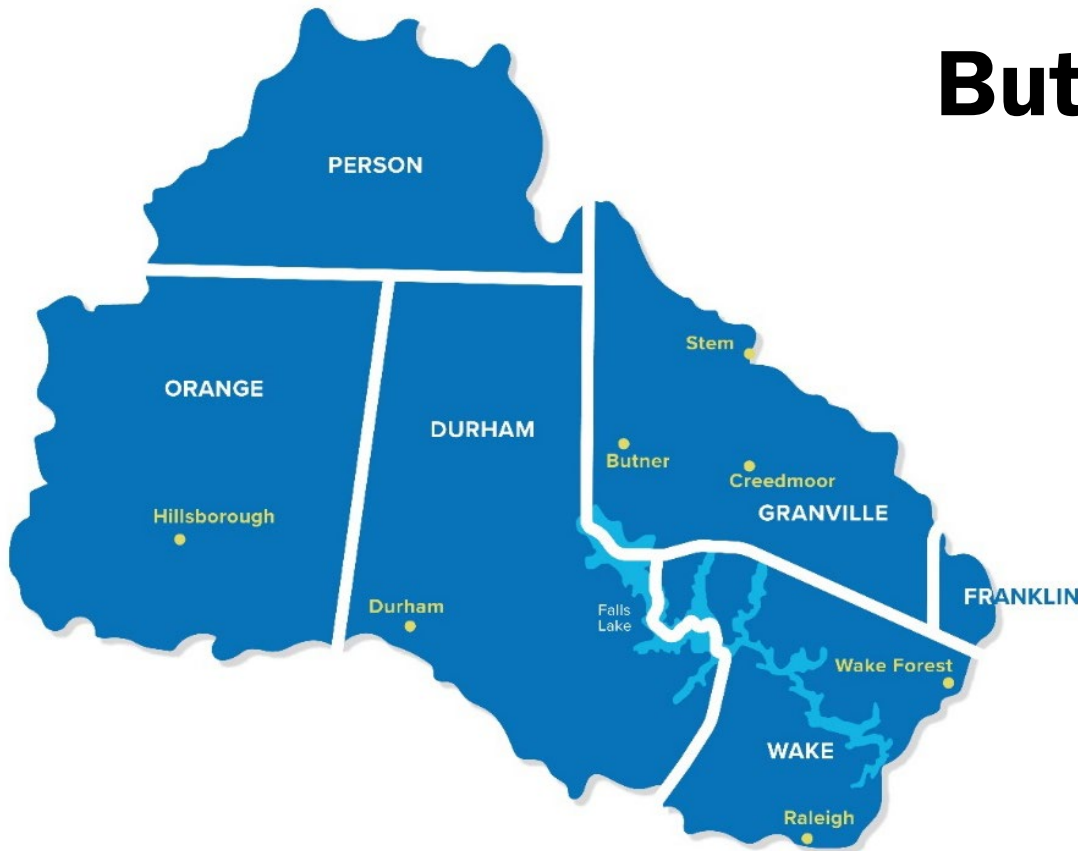 But
PERSON
Stem
ORANGE
DURHAM
Butner
Creedmoor
GRANVILLE
Hillsborough
FRANKLIN
Durham
Falls
Lake
Wake Forest
WAKE
Raleigh